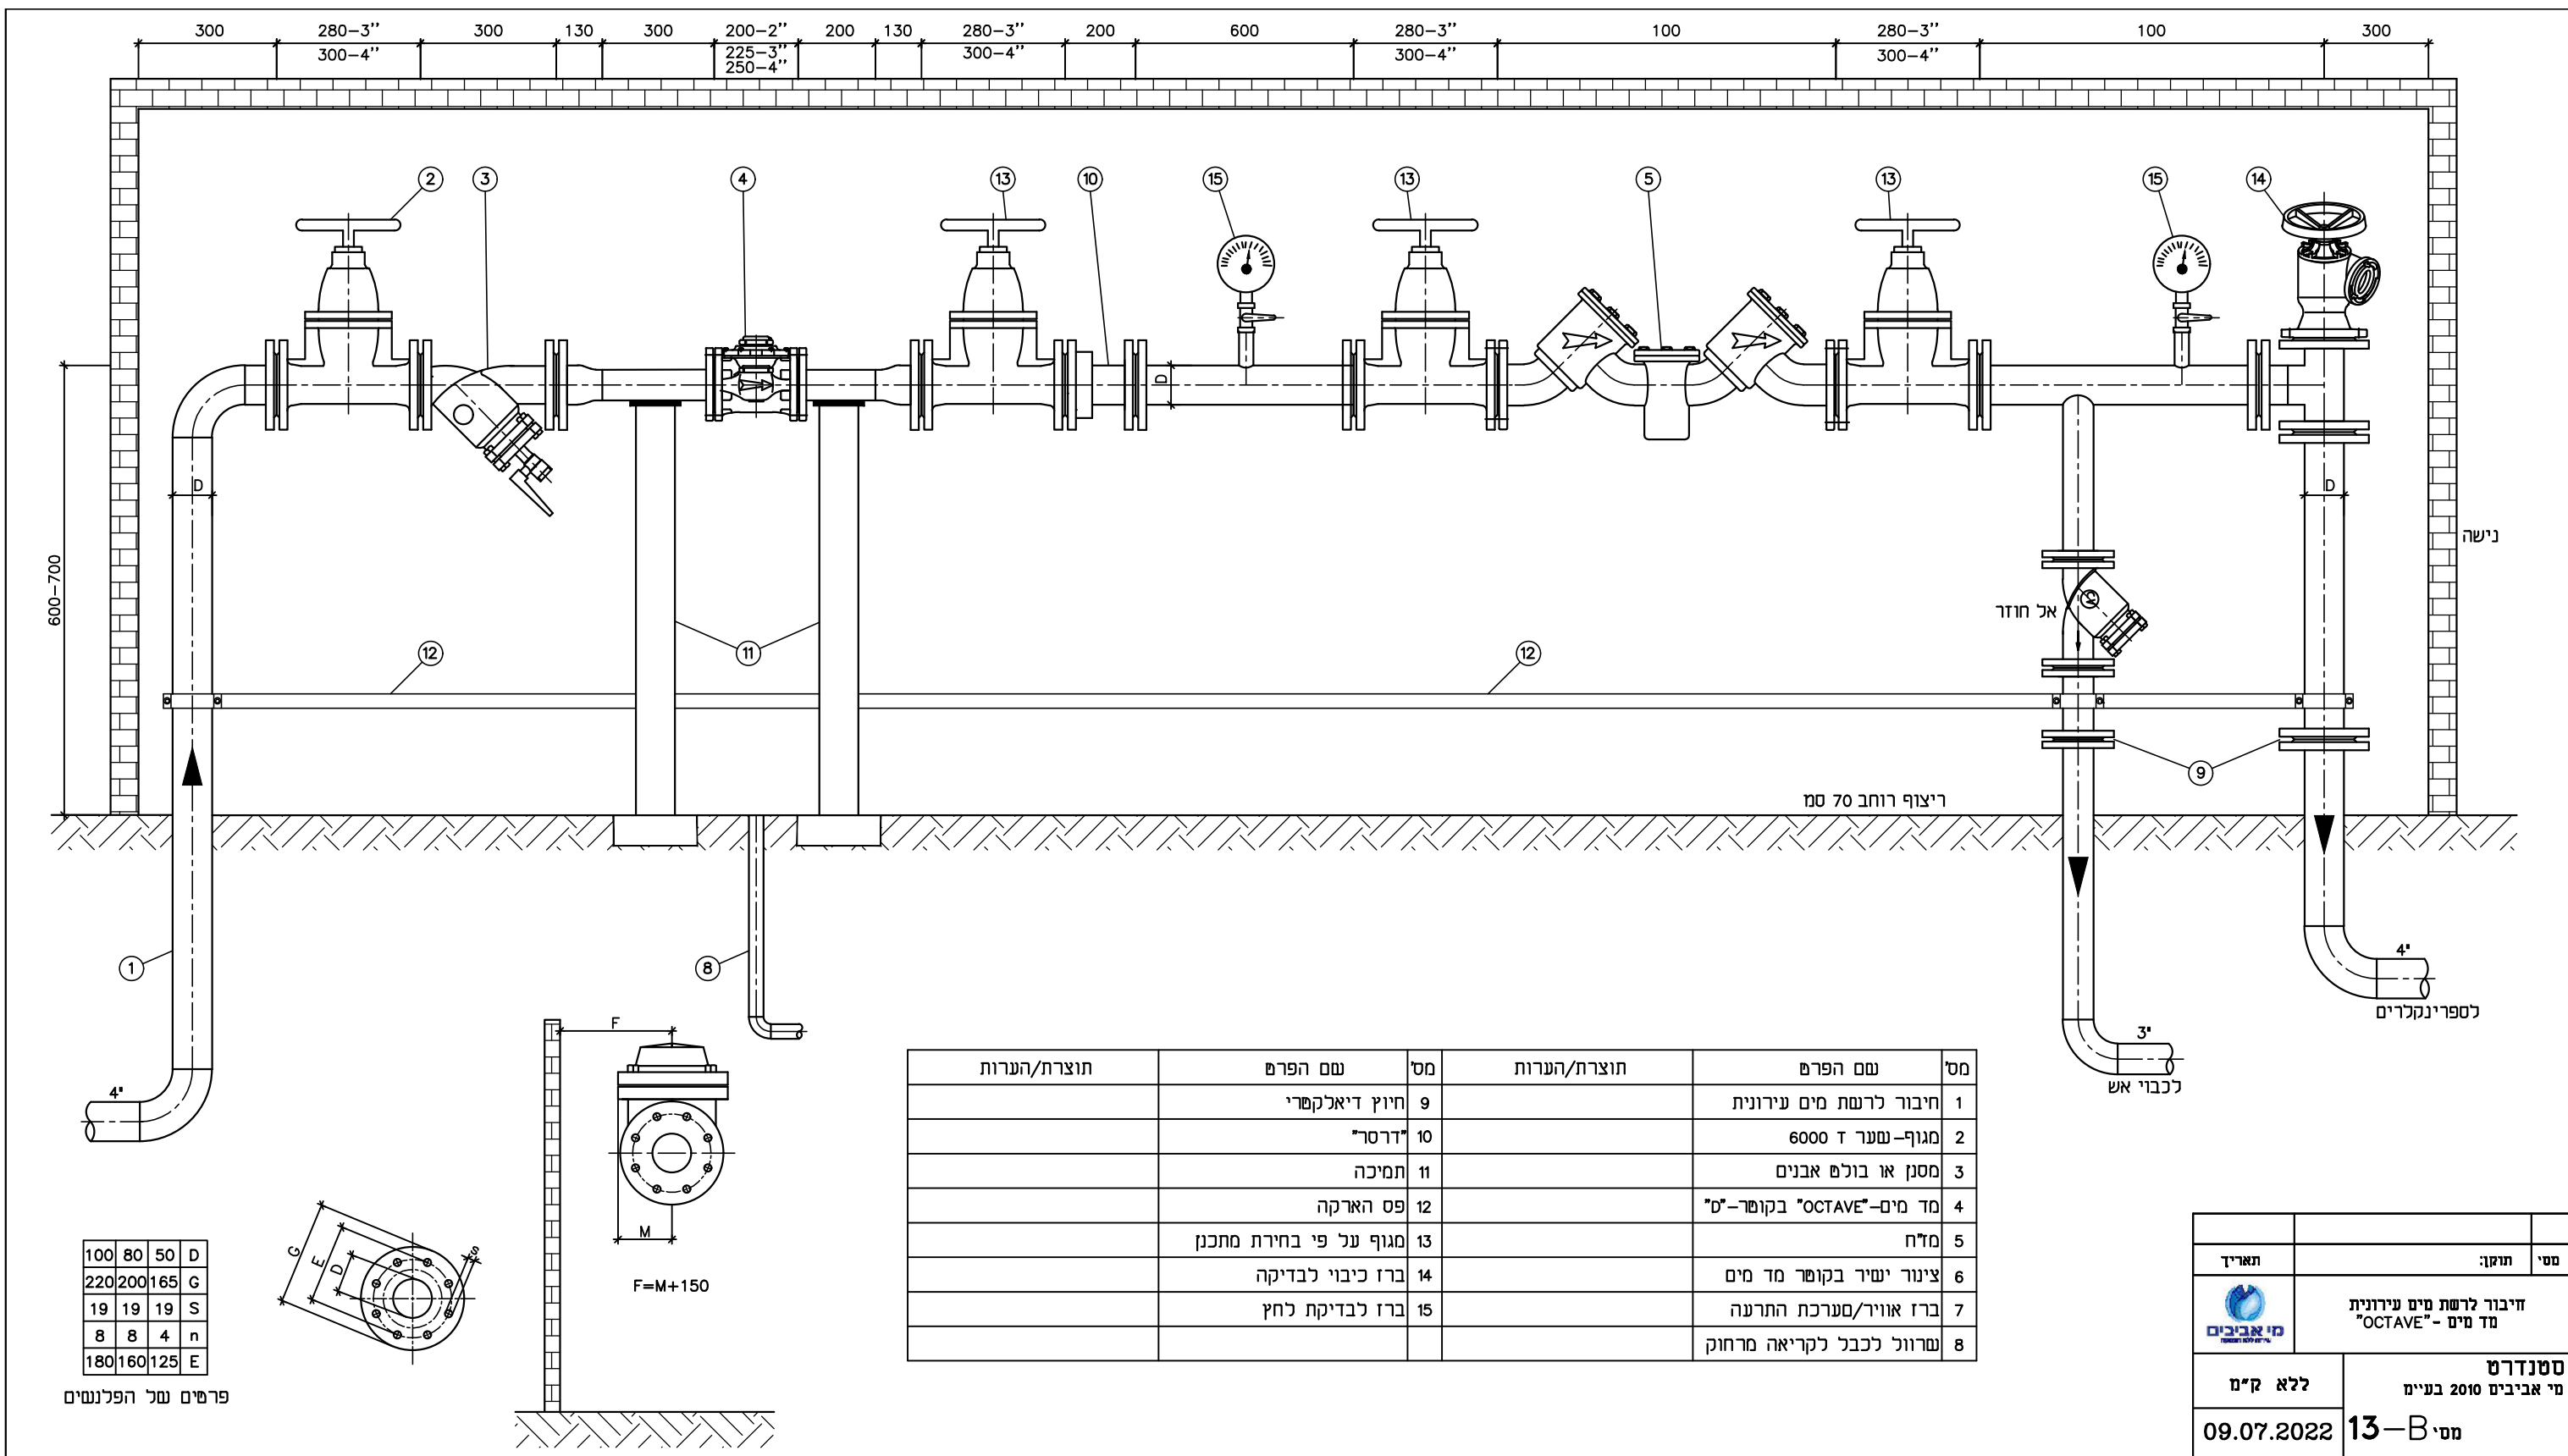 300 280-3’’ 300 130 300 200-2’’ 200 130 280-3’’ 200 600 280-3’’ 100 280-3’’ 100 300
300-4’’ 225-3’’ 300-4’’ 300-4’’ 300-4’’
250-4’’
2 3 4 13 10 15 13 5 13 15 14
D
D D
נישה
600-700
אל חוזר
12 11 12
9
ריצוף רוחב 70 סמ
1 8
4"
לספרינקלרים
3"
לכבוי אש
4"
F
M
F=M+150
G E D S
100 80 50 D
220 200 165 G
19 19 19 S
8 8 4 n
180 160 125 E
פרטים של הפלנשים
מס' שם הפרט תוצרת/הערות מס' שם הפרט תוצרת/הערות
1 חיבור לרשת מים עירונית 9 חיוץ דיאלקטרי
2 מגוף-שער T 6000 10 "דרסר"
3 מסנן או בולט אבנים 11 תמיכה
4 מד מים-"OCTAVE" בקוטר-"D" 12 פס הארקה
5 מז"ח 13 מגוף על פי בחירת מתכנן
6 צינור ישיר בקוטר מד מים 14 ברז כיבוי לבדיקה
7 ברז אוויר/מערכת התרעה 15 ברז לבדיקת לחץ
8 שרוול לכבל לקריאה מרחוק
מסי תוקן: תאריך
חיבור לרשת מים עירונית
מד מים -"OCTAVE"
מי אביבים
סטנדרט
מי אביבים 2010 בעיימ
ללא ק"מ
מסי 13-B
09.07.2022